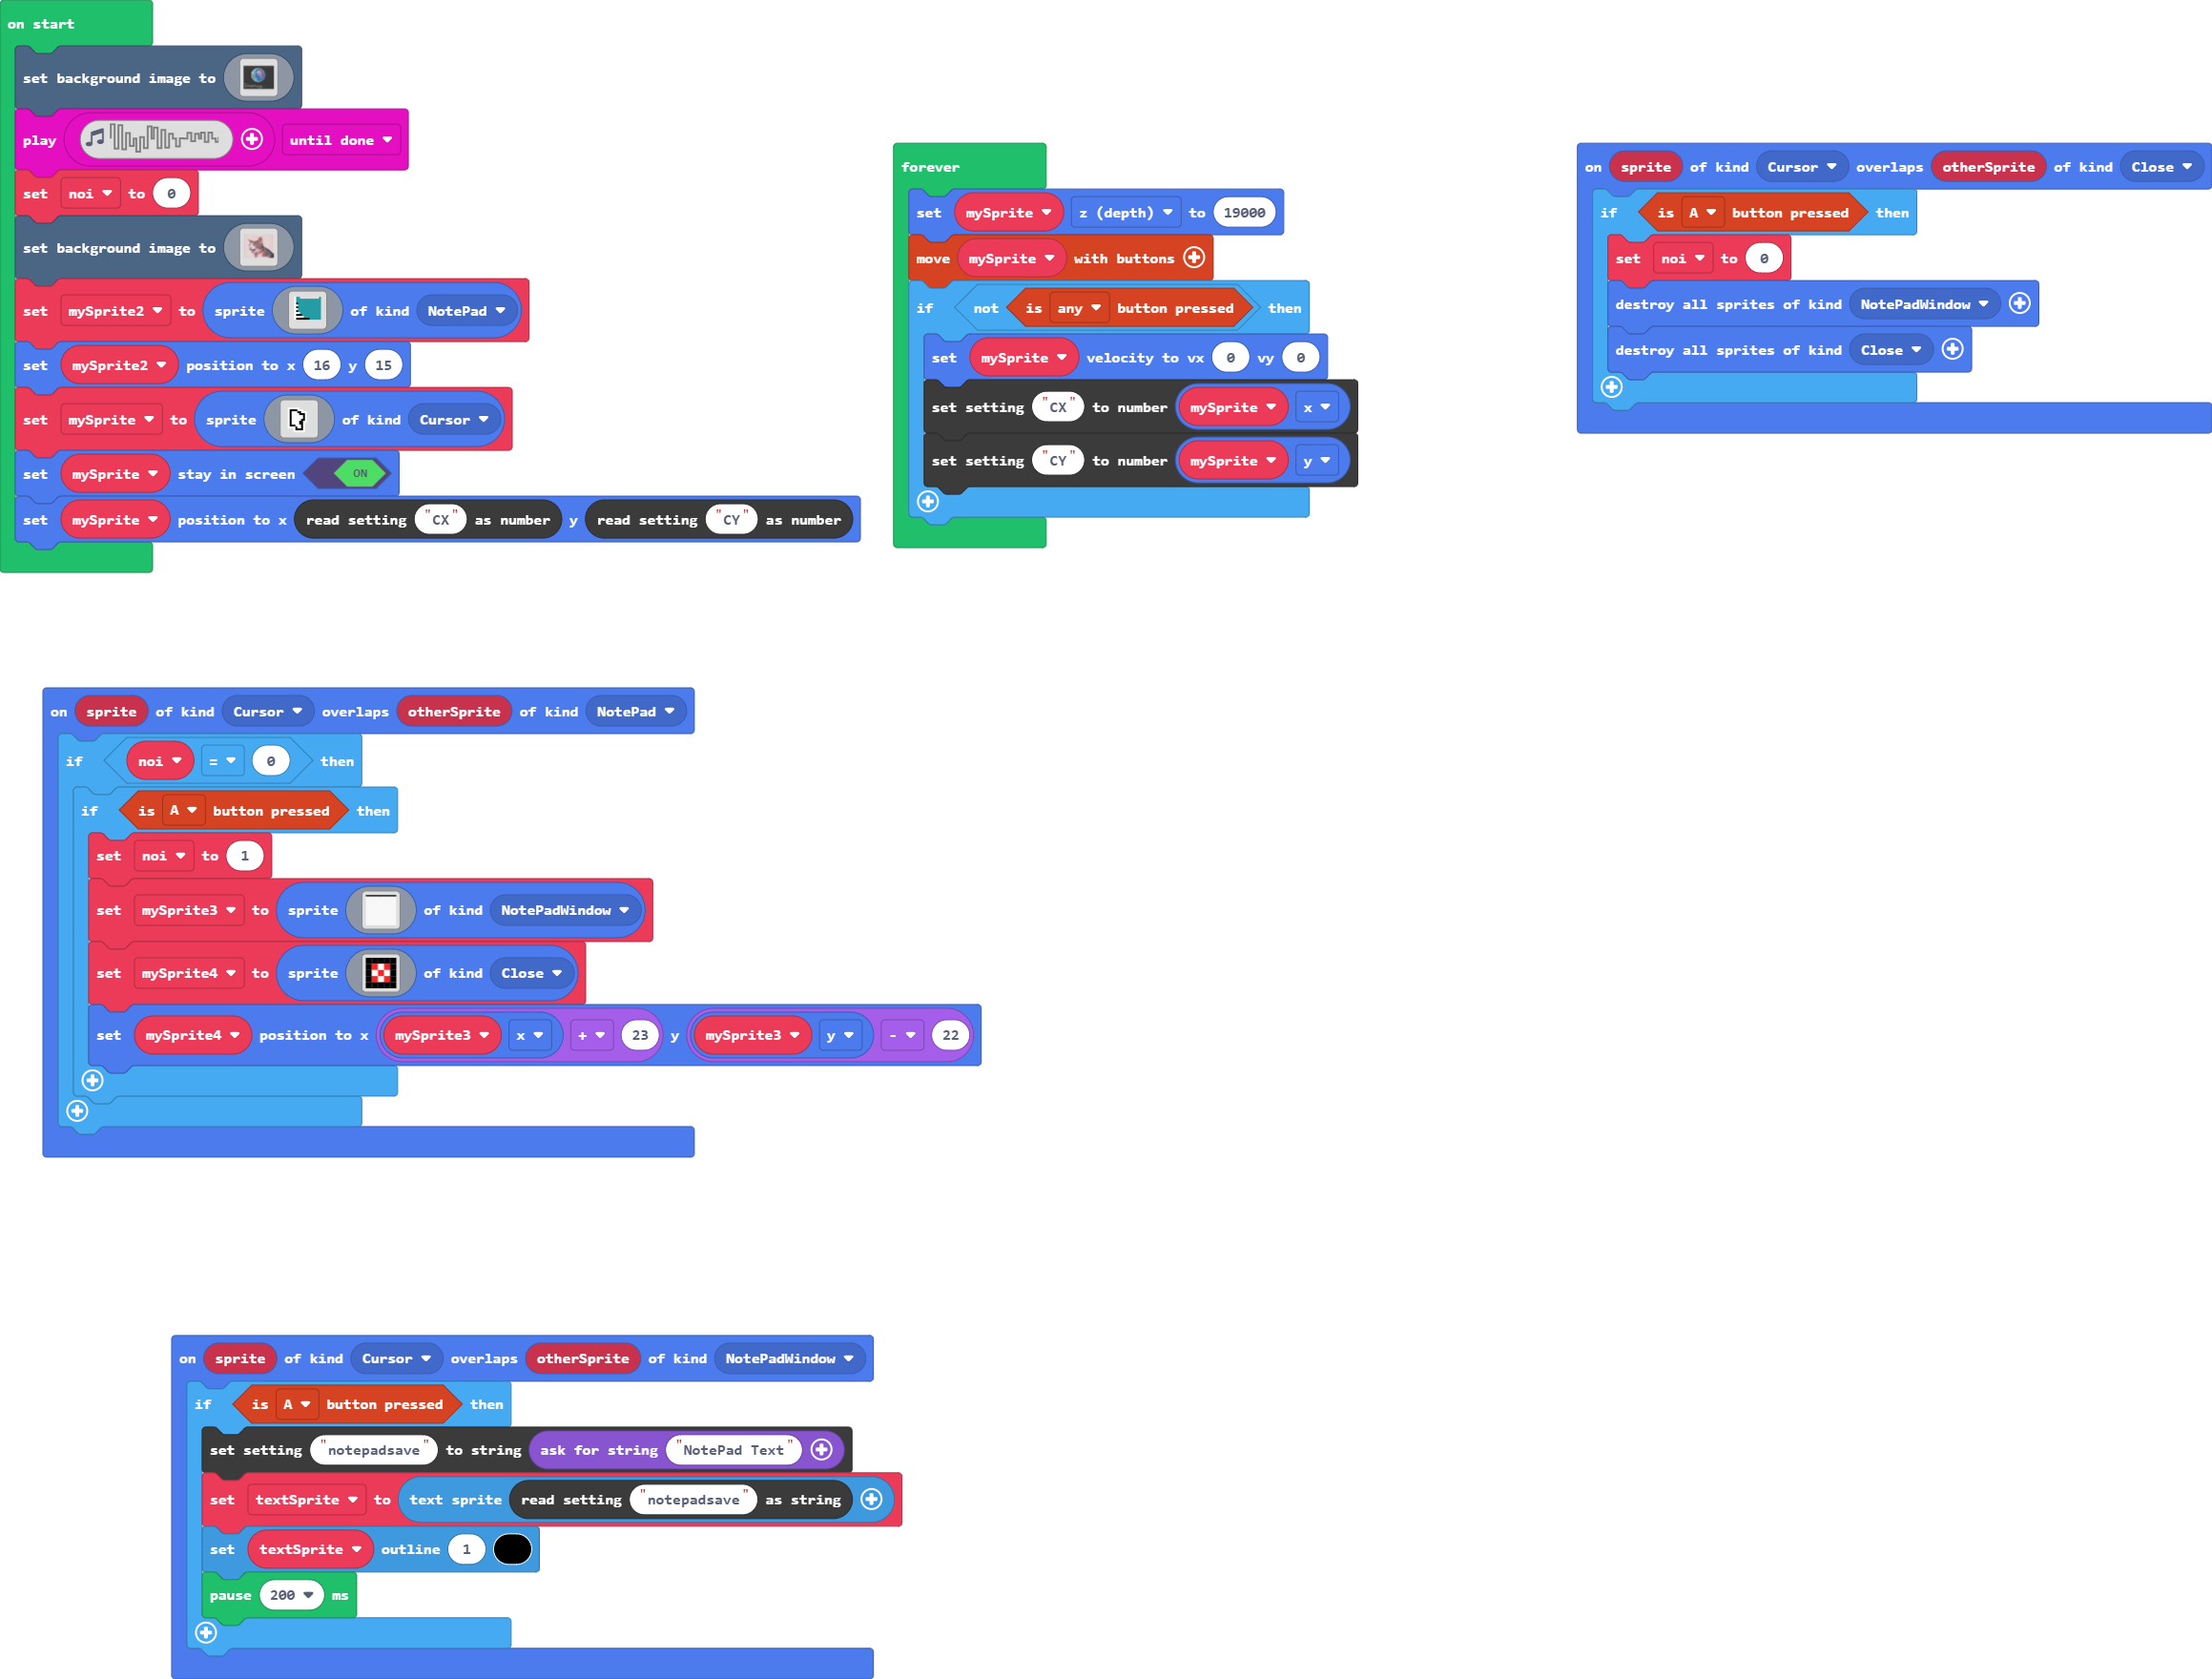 on start
set background image to
play until done
set noi to 0
set background image to
set mySprite2 to sprite of kind NotePad
set mySprite2 position to x 16 y 15
set mySprite to sprite of kind Cursor
set mySprite stay in screen ON
set mySprite position to x read setting "CX" as number y read setting "CY" as number
forever
set mySprite z (depth) to 19000
move mySprite with buttons
if not is any button pressed then
set mySprite velocity to vx 0 vy 0
set setting "CX" to number mySprite x
set setting "CY" to number mySprite y
on sprite of kind Cursor overlaps otherSprite of kind Close
if is A button pressed then
set noi to 0
destroy all sprites of kind NotePadWindow
destroy all sprites of kind Close
on sprite of kind Cursor overlaps otherSprite of kind NotePad
if noi = 0 then
if is A button pressed then
set noi to 1
set mySprite3 to sprite of kind NotePadWindow
set mySprite4 to sprite of kind Close
set mySprite4 position to x mySprite3 x + 23 y mySprite3 y - 22
on sprite of kind Cursor overlaps otherSprite of kind NotePadWindow
if is A button pressed then
set setting "notepadsave" to string ask for string "NotePad Text"
set textSprite to text sprite read setting "notepadsave" as string
set textSprite outline 1
pause 200 ms